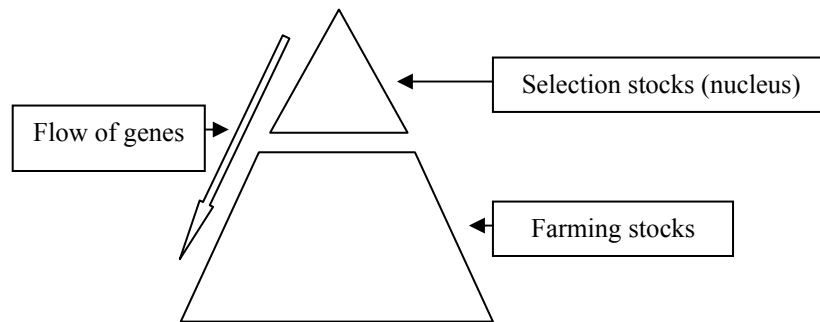 Selection stocks (nucleus)
Flow of genes
Farming stocks